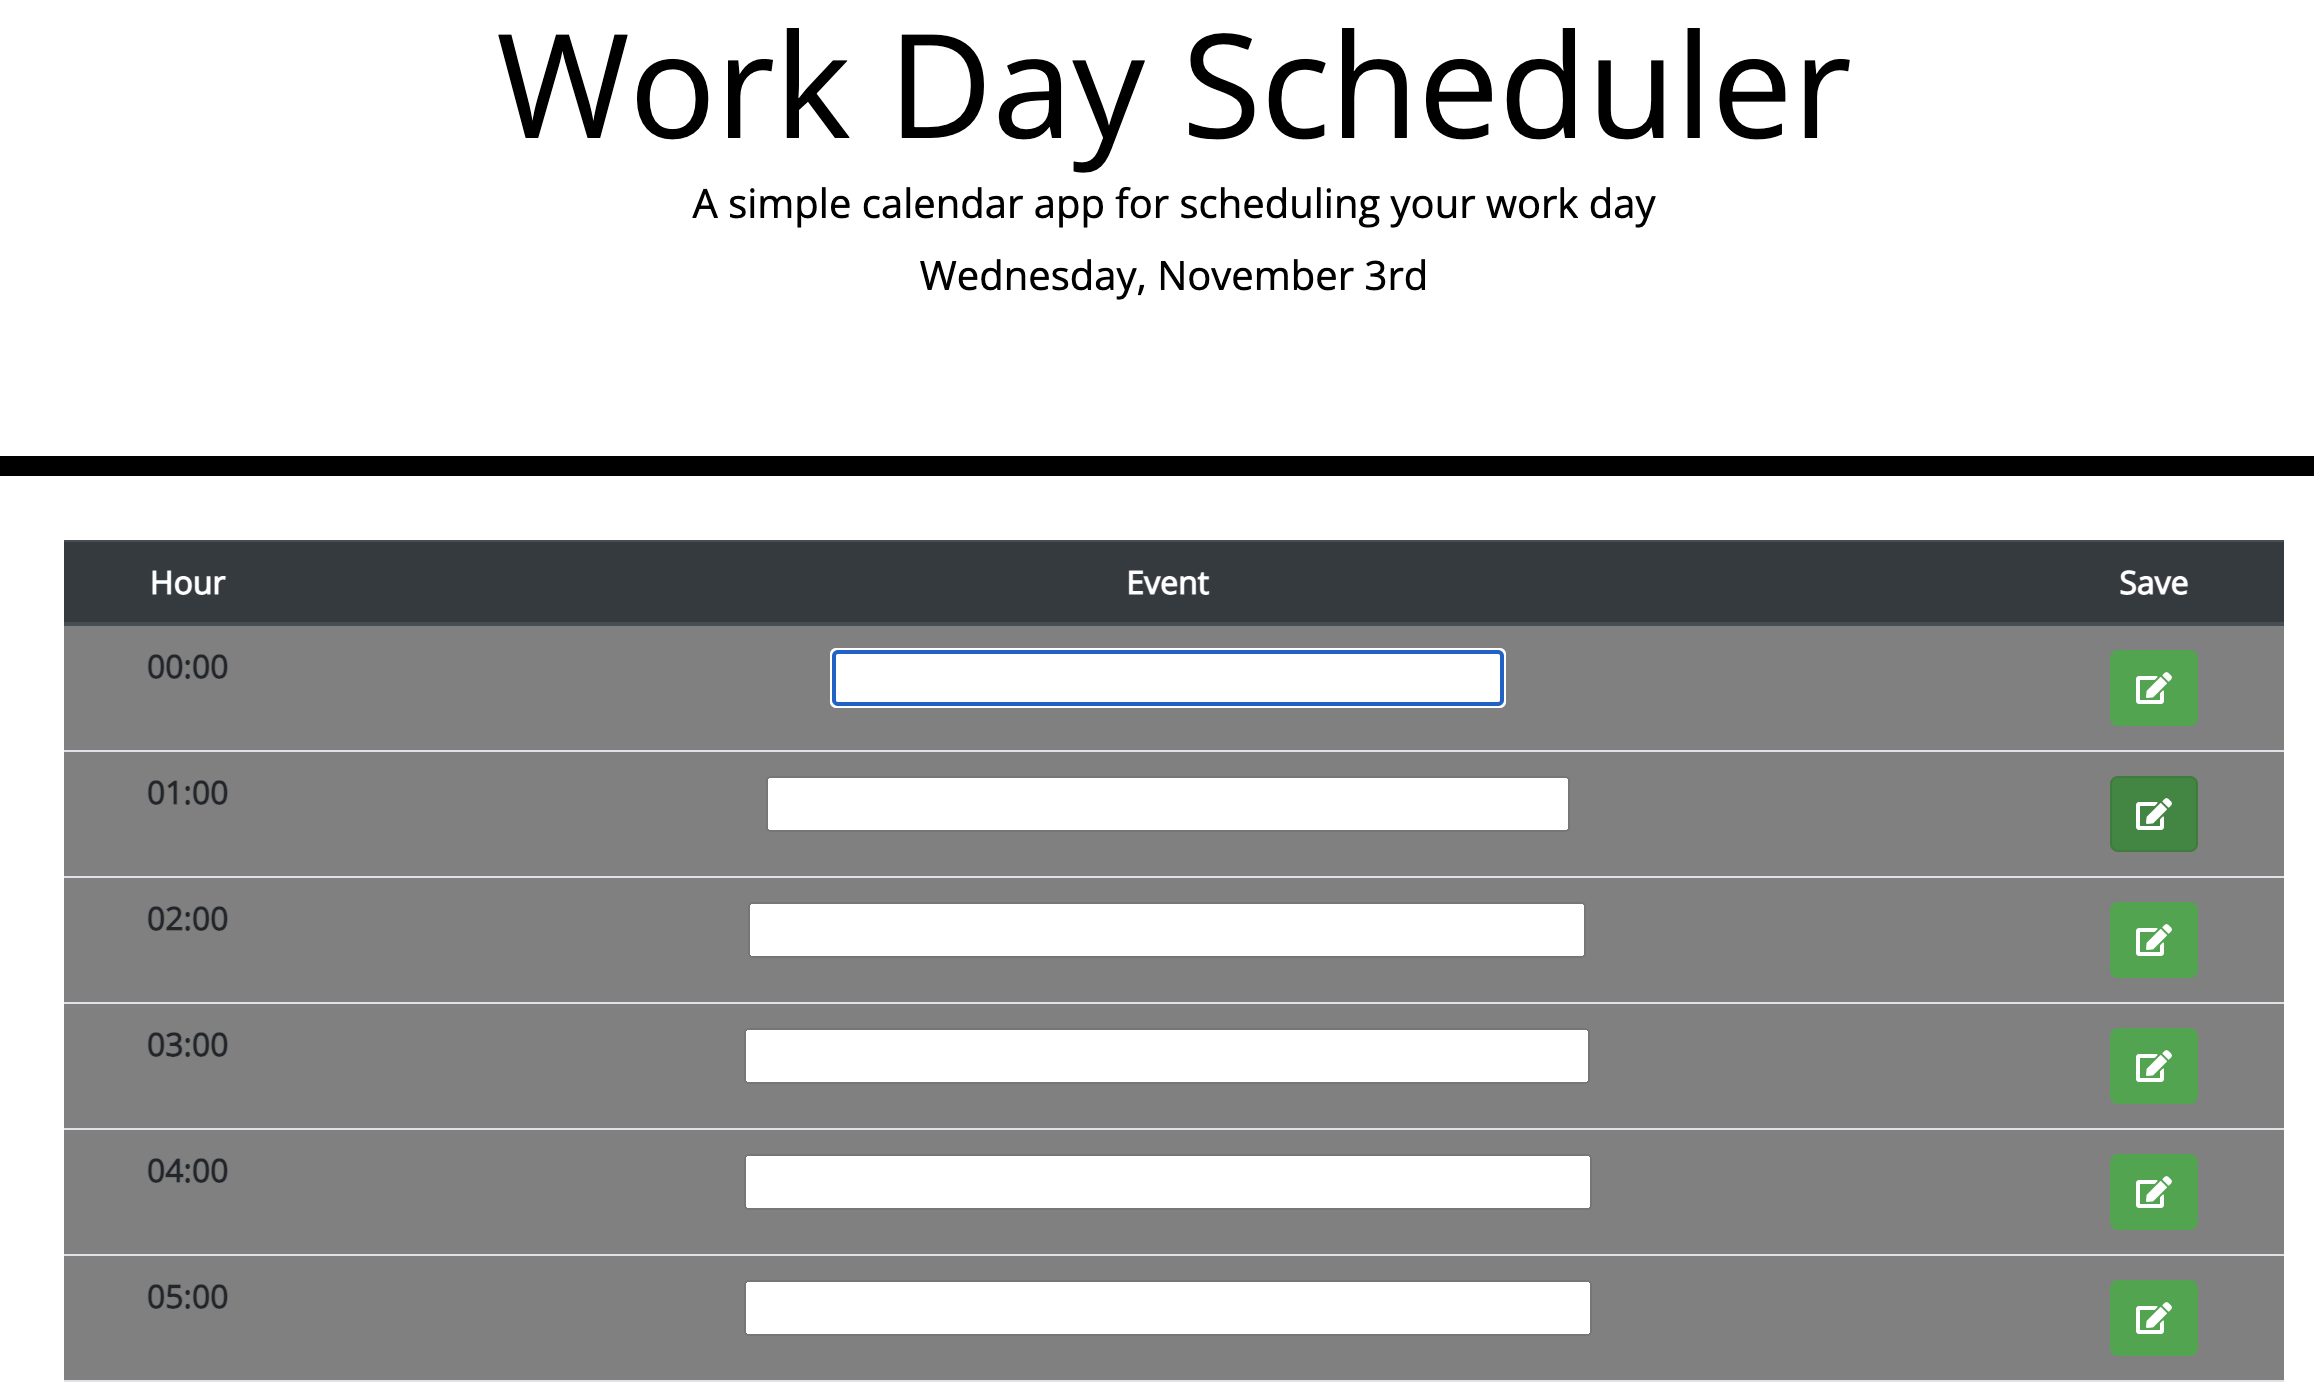 Work Day Scheduler
A simple calendar app for scheduling your work day
Wednesday, November 3rd
Hour Event Save
00:00
01:00
02:00
03:00
04:00
05:00